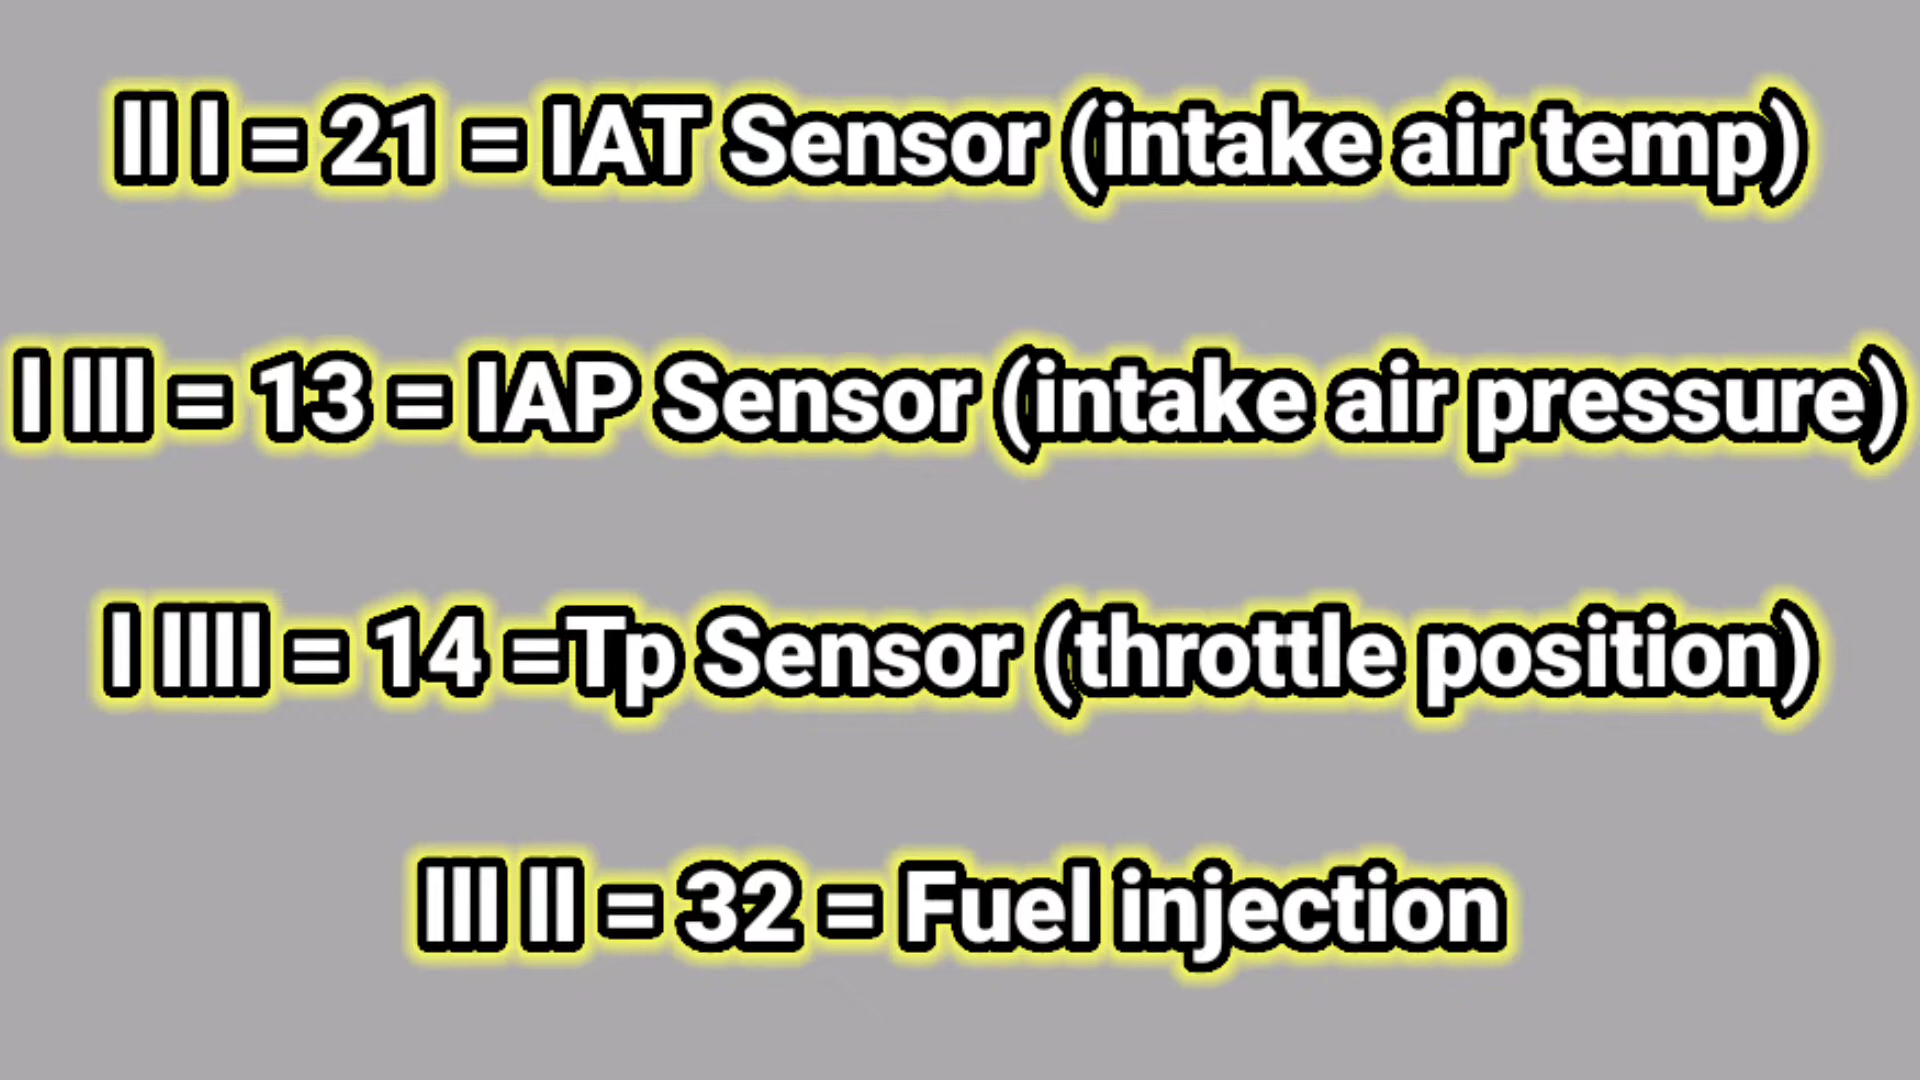 II I = 21 = IAT Sensor (intake air temp)
I III = 13 = IAP Sensor (intake air pressure)
I IIII = 14 =Tp Sensor (throttle position)
III II = 32 = Fuel injection